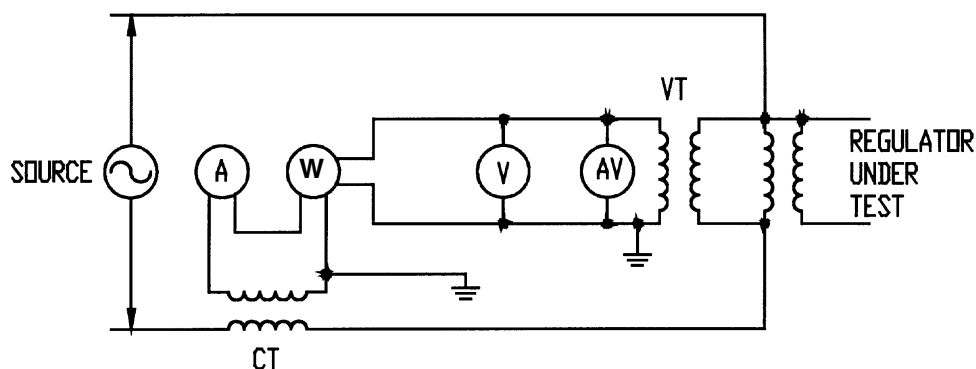 VT
SOURCE
A
W
V
AV
REGULATOR
UNDER
TEST
CT